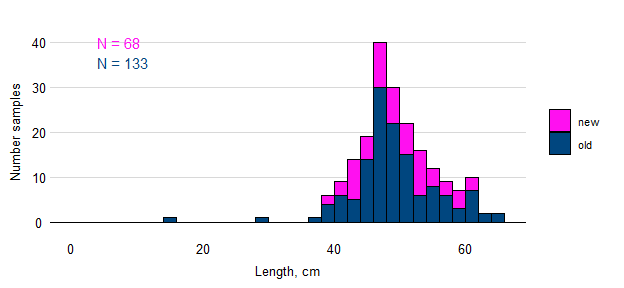 N = 68
N = 133
40
30
20
10
0
Number samples
0 20 40 60
Length, cm
new
old